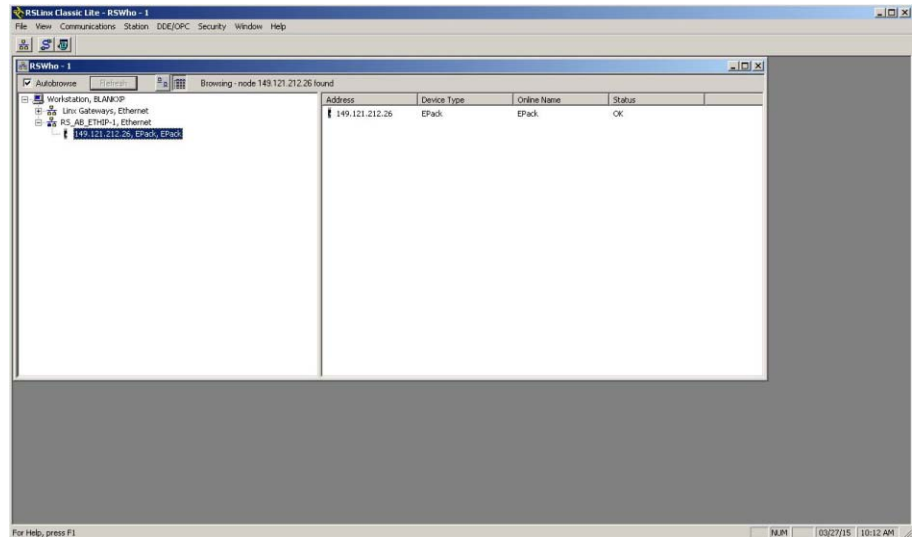 RSLinx Classic Lite - RSWho - 1
File View Communications Station DDE/OPC Security Window Help
RSWho - 1
Autobrowse Refresh Browsing - node 149.121.212.26 found
Workstation, BLANKXP
Linx Gateways, Ethernet
RS_AB_ETHIP-1, Ethernet
149.121.212.26, EPack, EPack
Address Device Type Online Name Status
149.121.212.26 EPack EPack OK
For Help, press F1
NUM 03/27/15 10:12 AM